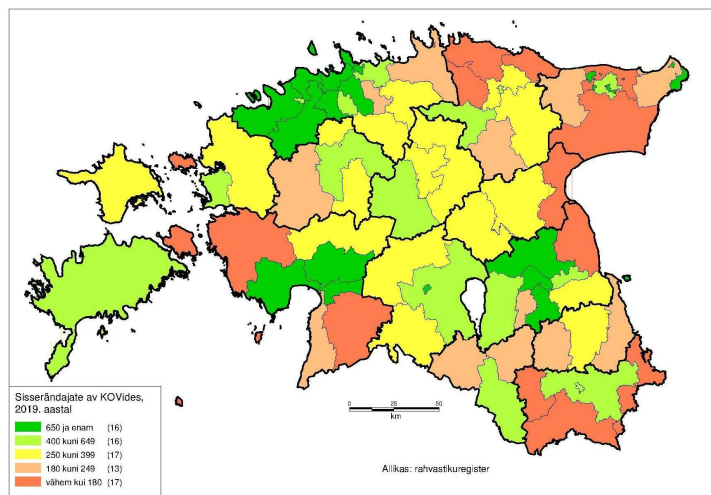 Sisserändajate av KOVides,
2019. aastal
650 ja enam (16)
400 kuni 649 (16)
250 kuni 399 (17)
180 kuni 249 (13)
vähem kui 180 (17)
0 25 50
km
Allikas: rahvastikuregister